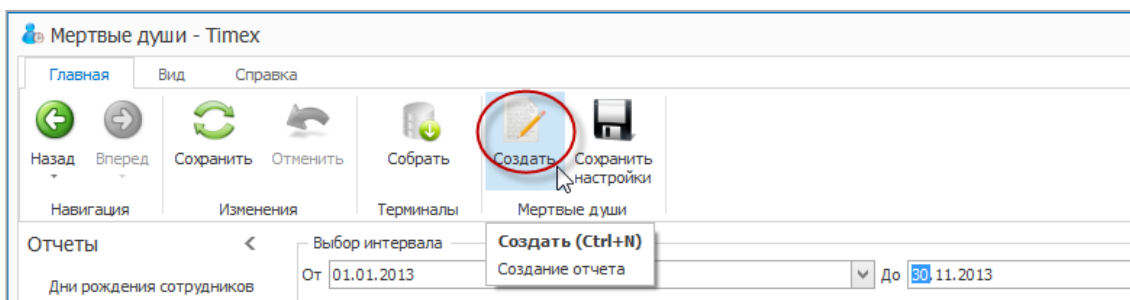 Мертвые души - Timex
Главная Вид Справка
Назад Вперед Сохранить Отменить Собрать Создать Сохранить
настройки
Навигация Изменения Терминалы Мертвые души
Отчеты Выбор интервала Создать (Ctrl+N)
От 01.01.2013 Создание отчета До 30.11.2013
Дни рождения сотрудников